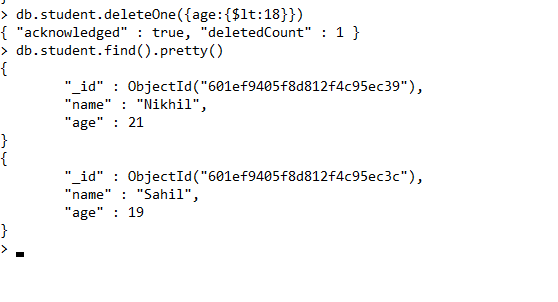 > db.student.deleteOne({age:{$lt:18}})
{ "acknowledged" : true, "deletedCount" : 1 }
> db.student.find().pretty()
{
        "_id" : ObjectId("601ef9405f8d812f4c95ec39"),
        "name" : "Nikhil",
        "age" : 21
}
{
        "_id" : ObjectId("601ef9405f8d812f4c95ec3c"),
        "name" : "Sahil",
        "age" : 19
}
>